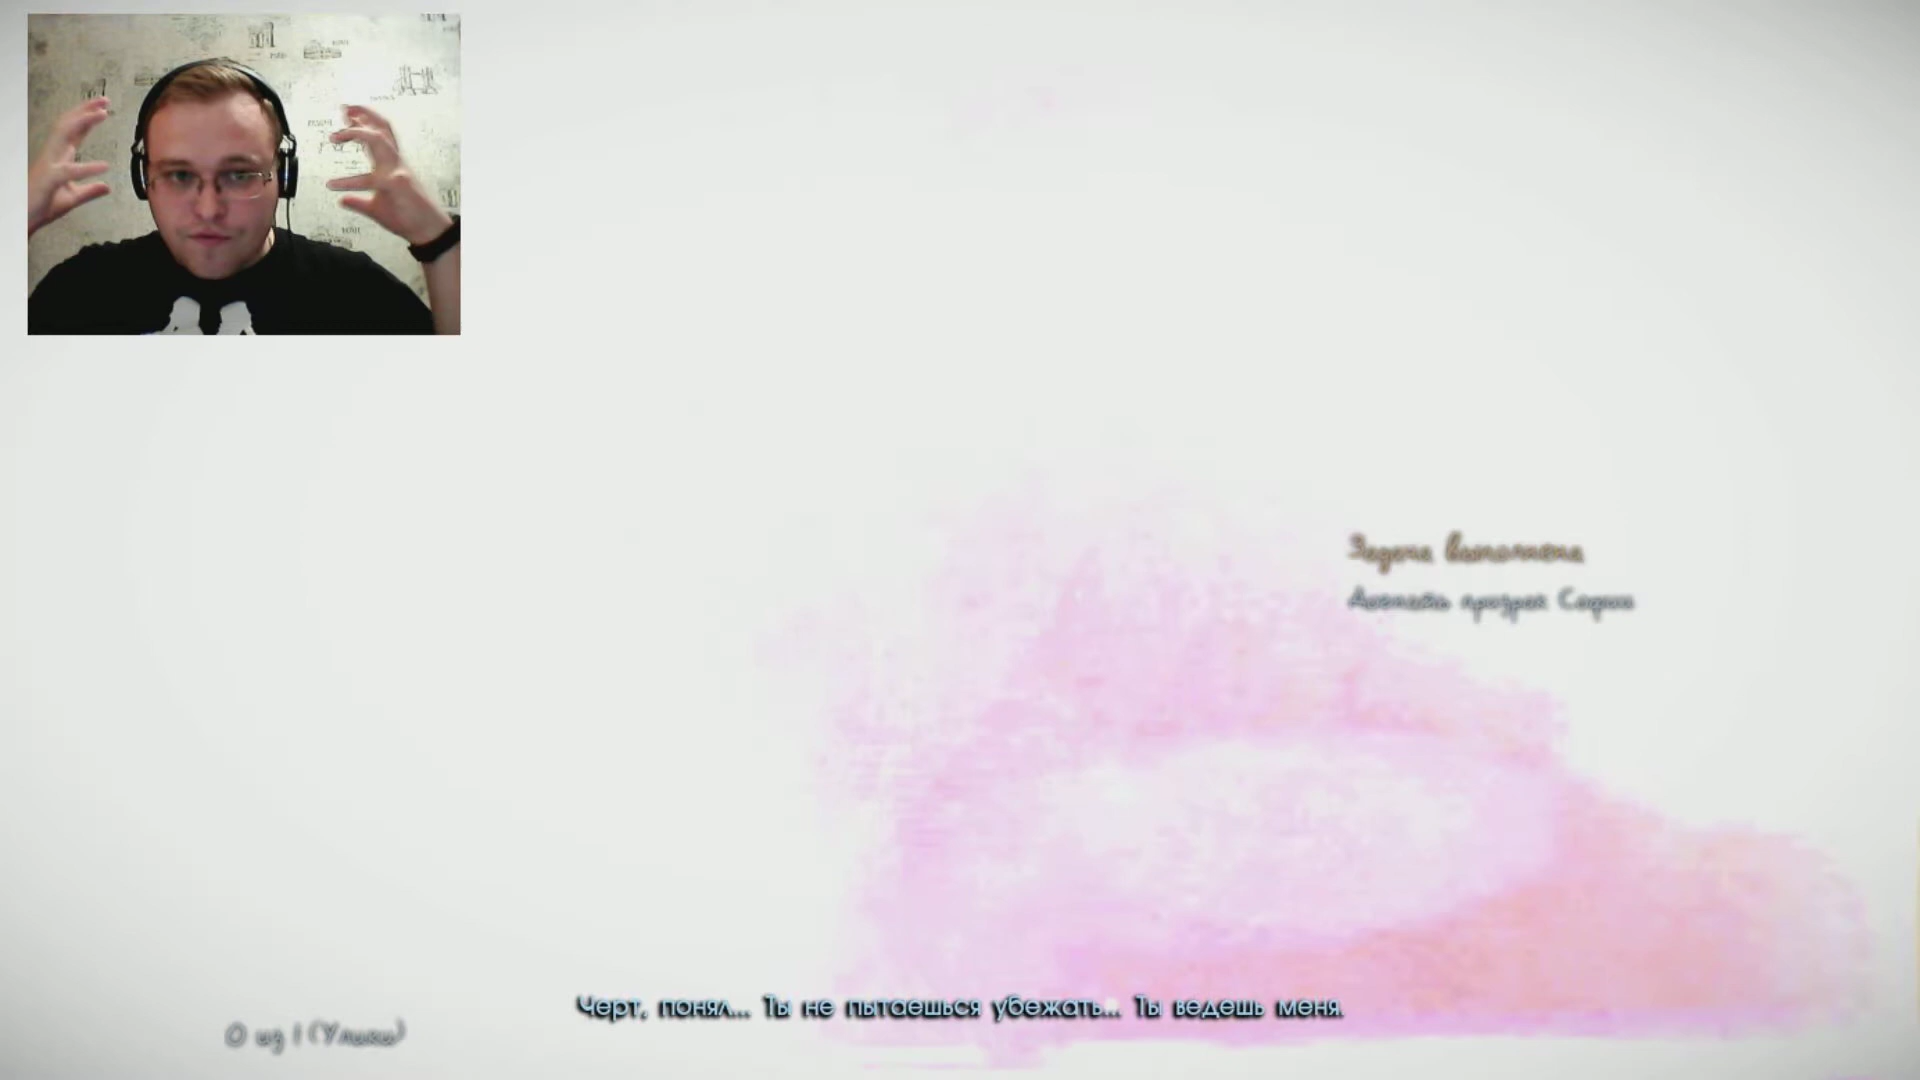 Задача выполнена
Догнать призрак Софии
Черт, понял... Ты не пытаешься убежать... Ты ведешь меня.
0 из 1 (Улики)